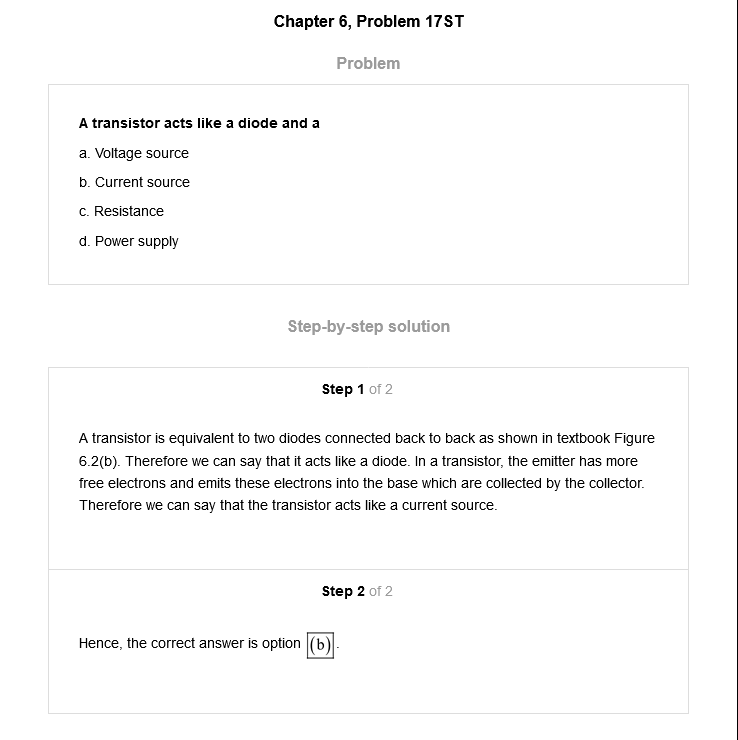 Chapter 6, Problem 17ST
Problem
A transistor acts like a diode and a
a. Voltage source
b. Current source
c. Resistance
d. Power supply
Step-by-step solution
Step 1 of 2
A transistor is equivalent to two diodes connected back to back as shown in textbook Figure
6.2(b). Therefore we can say that it acts like a diode. In a transistor, the emitter has more
free electrons and emits these electrons into the base which are collected by the collector.
Therefore we can say that the transistor acts like a current source.
Step 2 of 2
Hence, the correct answer is option (b).